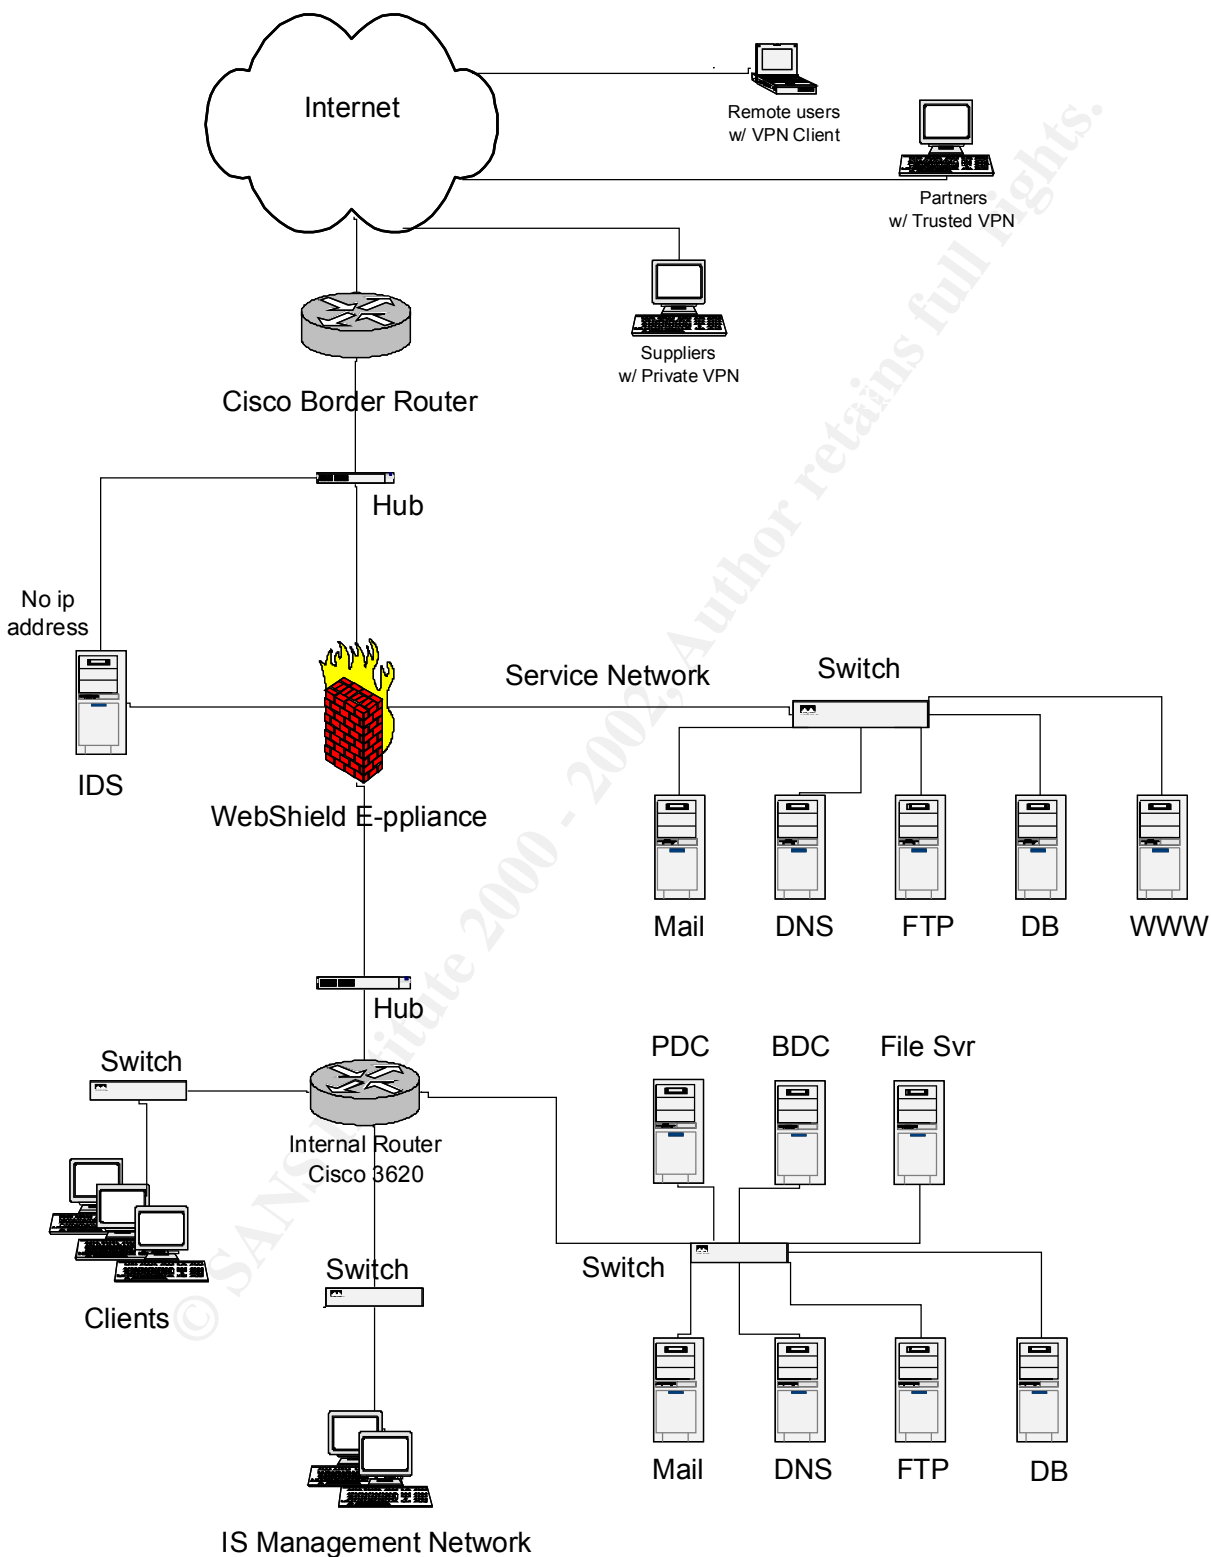 Internet
Remote users
w/ VPN Client
Partners
w/ Trusted VPN
Suppliers
w/ Private VPN
Cisco Border Router
Hub
No ip
address
IDS
WebShield E-ppliance
Service Network
Switch
Mail
DNS
FTP
DB
WWW
Hub
Switch
Internal Router
Cisco 3620
Clients
PDC
BDC
File Svr
Switch
Switch
Mail
DNS
FTP
DB
IS Management Network
© SANS Institute 2000 - 2002, Author retains full rights.